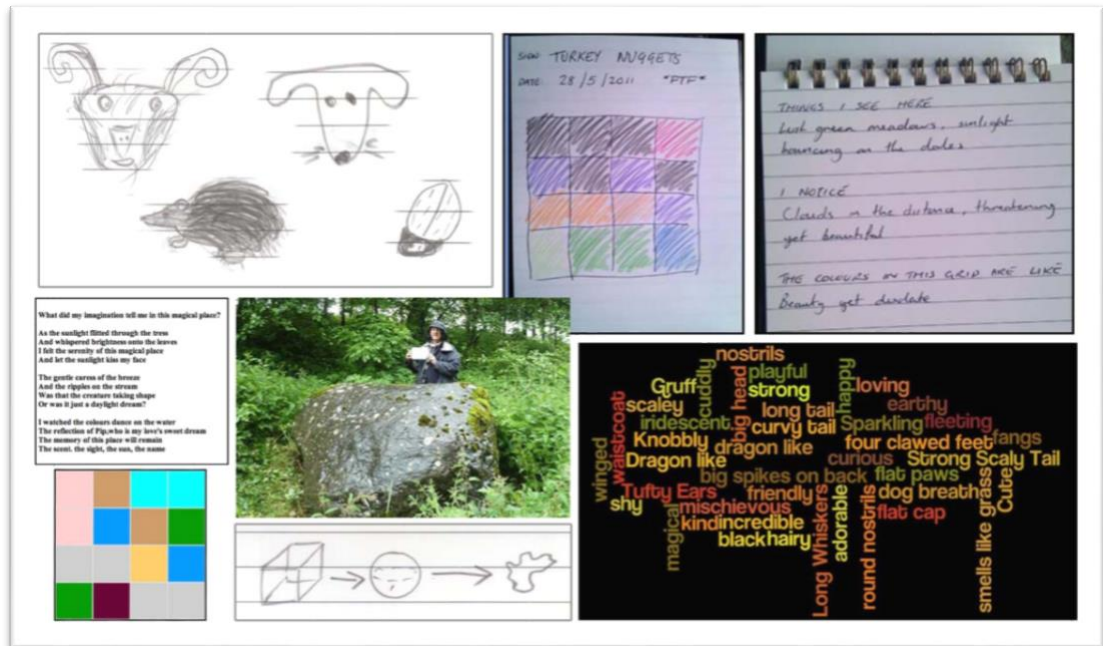 SIGN: TURKEY NUGGETS
DATE: 28/5/2011 "FTF"
THINGS I SEE HERE
Lush green meadows, sunlight
bouncing on the dales
I NOTICE
Clouds in the distance, threatening
yet beautiful
THE COLOURS IN THIS GRID ARE LIKE
Beauty yet desolate
What did my imagination tell me in this magical place?
As the sunlight flitted through the tress
And whispered brightness onto the leaves
I felt the serenity of this magical place
And let the sunlight kiss my face
The gentle caress of the breeze
And the ripples on the stream
Was that the creature taking shape
Or was it just a daylight dream?
I watched the colours dance on the water
The reflection of Pip,who is my love's sweet dream
The memory of this place will remain
The scent. the sight, the sun, the name
nostrils
playful
Gruff
cuddly
big head
strong
happy
loving
scaley
long tail
earthy
waistcoat
iridescent
curvy tail
Sparkling
fleeting
Knobbly
dragon like
four clawed feet
fangs
winged
Dragon like
curious
Strong Scaly Tail
big spikes on back
flat paws
Cute
Tufty Ears
friendly
dog breath
shy
mischievous
flat cap
magical
kind
incredible
Long Whiskers
adorable
round nostrils
smells like grass
black
hairy